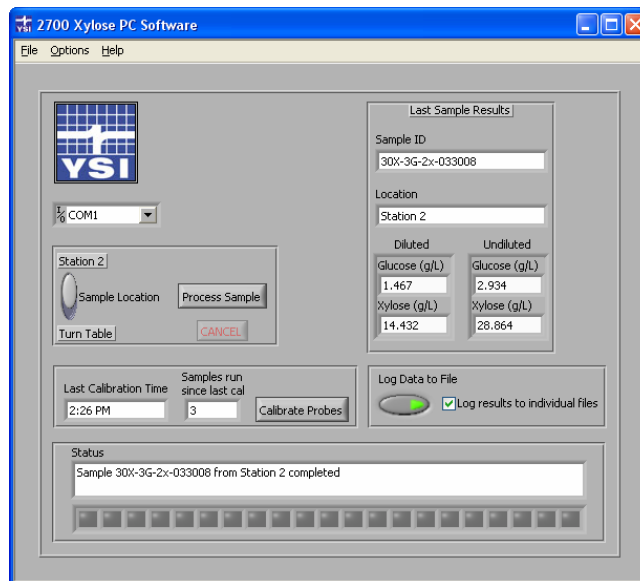 2700 Xylose PC Software
File Options Help
YSI
COM1
Station 2
Sample Location
Process Sample
Turn Table
CANCEL
Last Sample Results
Sample ID
30X-3G-2x-033008
Location
Station 2
Diluted Undiluted
Glucose (g/L) Glucose (g/L)
1.467 2.934
Xylose (g/L) Xylose (g/L)
14.432 28.864
Last Calibration Time
2:26 PM
Samples run
since last cal
3
Calibrate Probes
Log Data to File
Log results to individual files
Status
Sample 30X-3G-2x-033008 from Station 2 completed